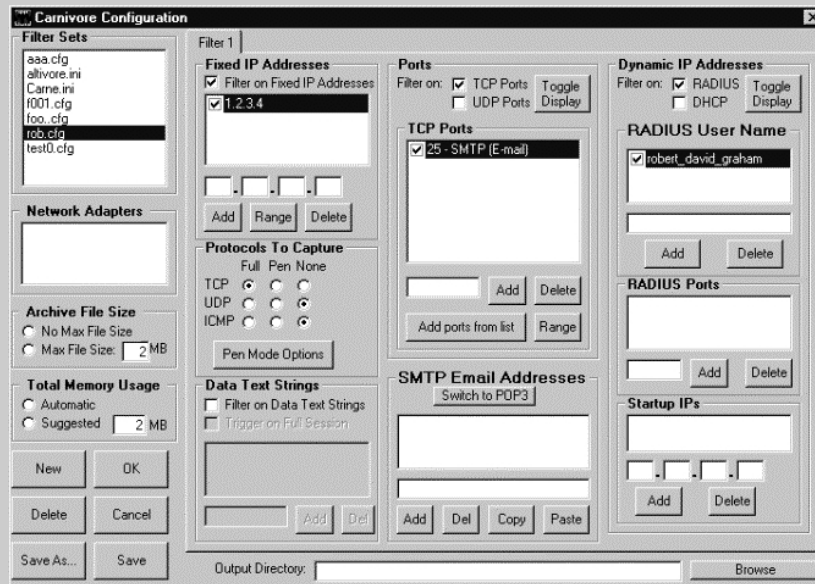 Carnivore Configuration
Filter Sets
aaa.cfg
altivore.ini
Carne.ini
f001.cfg
foo..cfg
rob.cfg
test0.cfg
Network Adapters
Archive File Size
No Max File Size
Max File Size: 2 MB
Total Memory Usage
Automatic
Suggested 2 MB
New OK
Delete Cancel
Save As... Save
Filter 1
Fixed IP Addresses
Filter on Fixed IP Addresses
1.2.3.4
Add Range Delete
Protocols To Capture
Full Pen None
TCP
UDP
ICMP
Pen Mode Options
Data Text Strings
Filter on Data Text Strings
Trigger on Full Session
Add Del
Ports
Filter on: TCP Ports
UDP Ports
Toggle
Display
TCP Ports
25 - SMTP (E-mail)
Add Delete
Add ports from list Range
SMTP Email Addresses
Switch to POP3
Add Del Copy Paste
Dynamic IP Addresses
Filter on: RADIUS
DHCP
Toggle
Display
RADIUS User Name
robert_david_graham
Add Delete
RADIUS Ports
Add Delete
Startup IPs
Add Delete
Output Directory: Browse